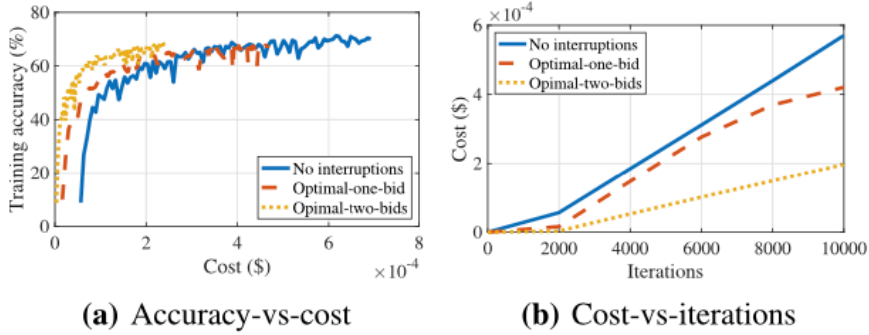 80
60
40
20
0
0
2
4
6
8
×10⁻⁴
Training accuracy (%)
Cost ($)
No interruptions
Optimal-one-bid
Opimal-two-bids
(a) Accuracy-vs-cost
×10⁻⁴
6
4
2
0
0
2000
4000
6000
8000
10000
Cost ($)
Iterations
No interruptions
Optimal-one-bid
Opimal-two-bids
(b) Cost-vs-iterations